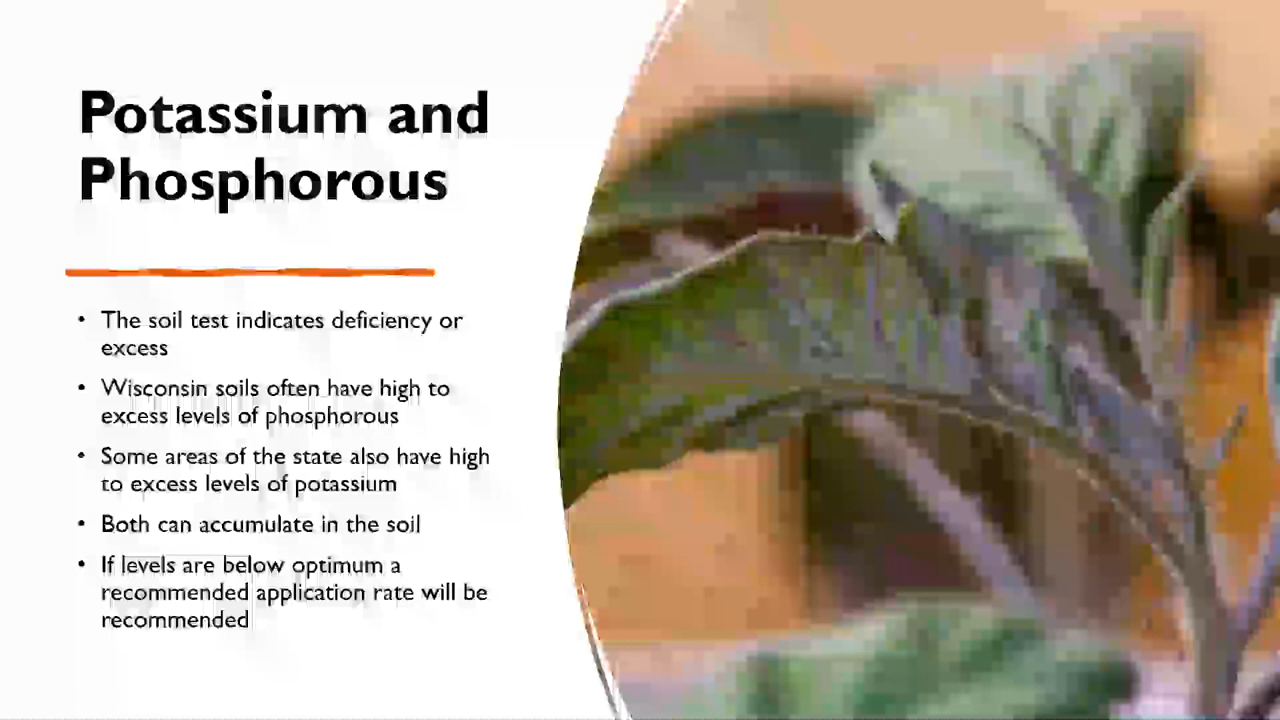 Potassium and
Phosphorous
• The soil test indicates deficiency or
excess
• Wisconsin soils often have high to
excess levels of phosphorous
• Some areas of the state also have high
to excess levels of potassium
• Both can accumulate in the soil
• If levels are below optimum a
recommended application rate will be
recommended